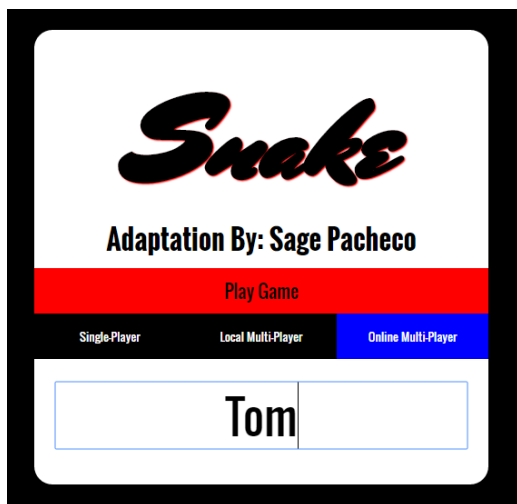 Snake
Adaptation By: Sage Pacheco
Play Game
Single-Player Local Multi-Player Online Multi-Player
Tom